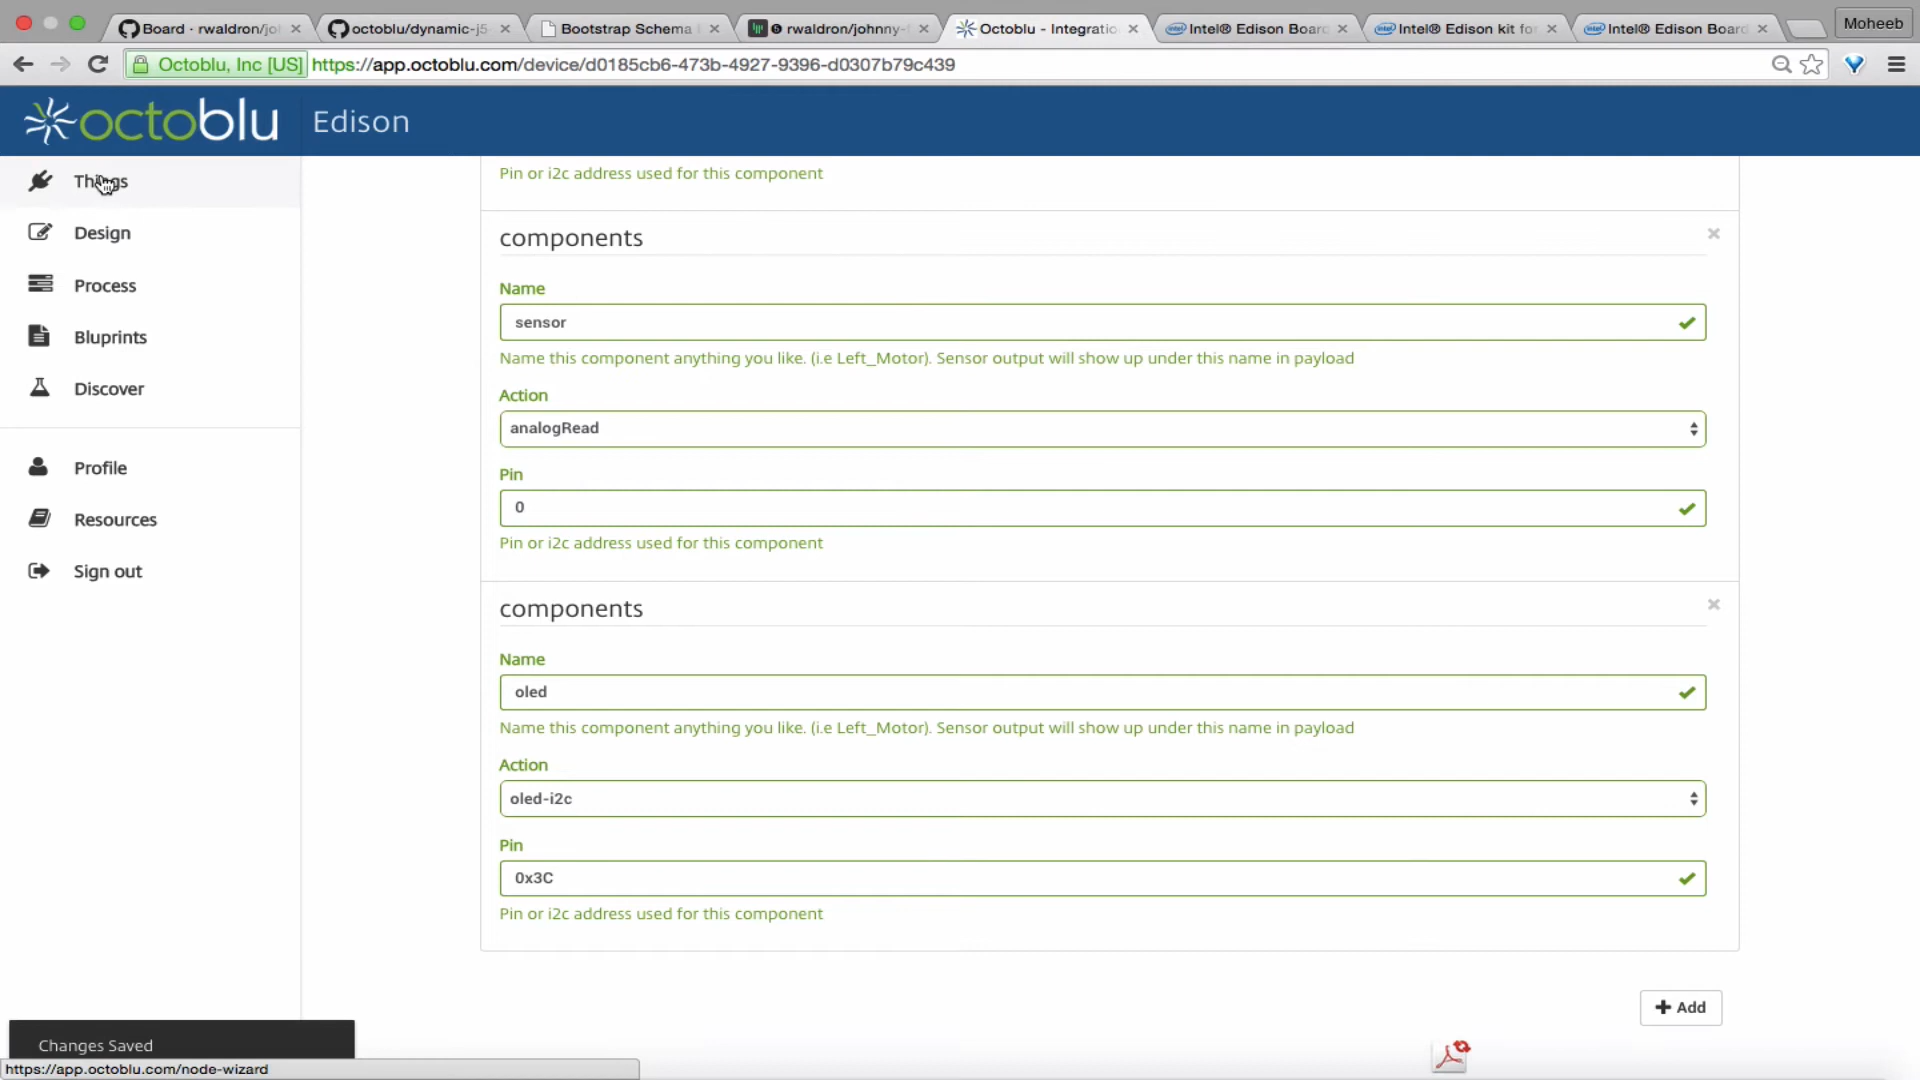 Board · rwaldron/jo
octoblu/dynamic-j5
Bootstrap Schema
rwaldron/johnny-
Octoblu - Integratio
Intel® Edison Board
Intel® Edison kit fo
Intel® Edison Board
Moheeb
Octoblu, Inc [US] https://app.octoblu.com/device/d0185cb6-473b-4927-9396-d0307b79c439
octoblu Edison
Things
Design
Process
Bluprints
Discover
Profile
Resources
Sign out
Pin or i2c address used for this component
components
Name
sensor
Name this component anything you like. (i.e Left_Motor). Sensor output will show up under this name in payload
Action
analogRead
Pin
0
Pin or i2c address used for this component
components
Name
oled
Name this component anything you like. (i.e Left_Motor). Sensor output will show up under this name in payload
Action
oled-i2c
Pin
0x3C
Pin or i2c address used for this component
Add
Changes Saved
https://app.octoblu.com/node-wizard